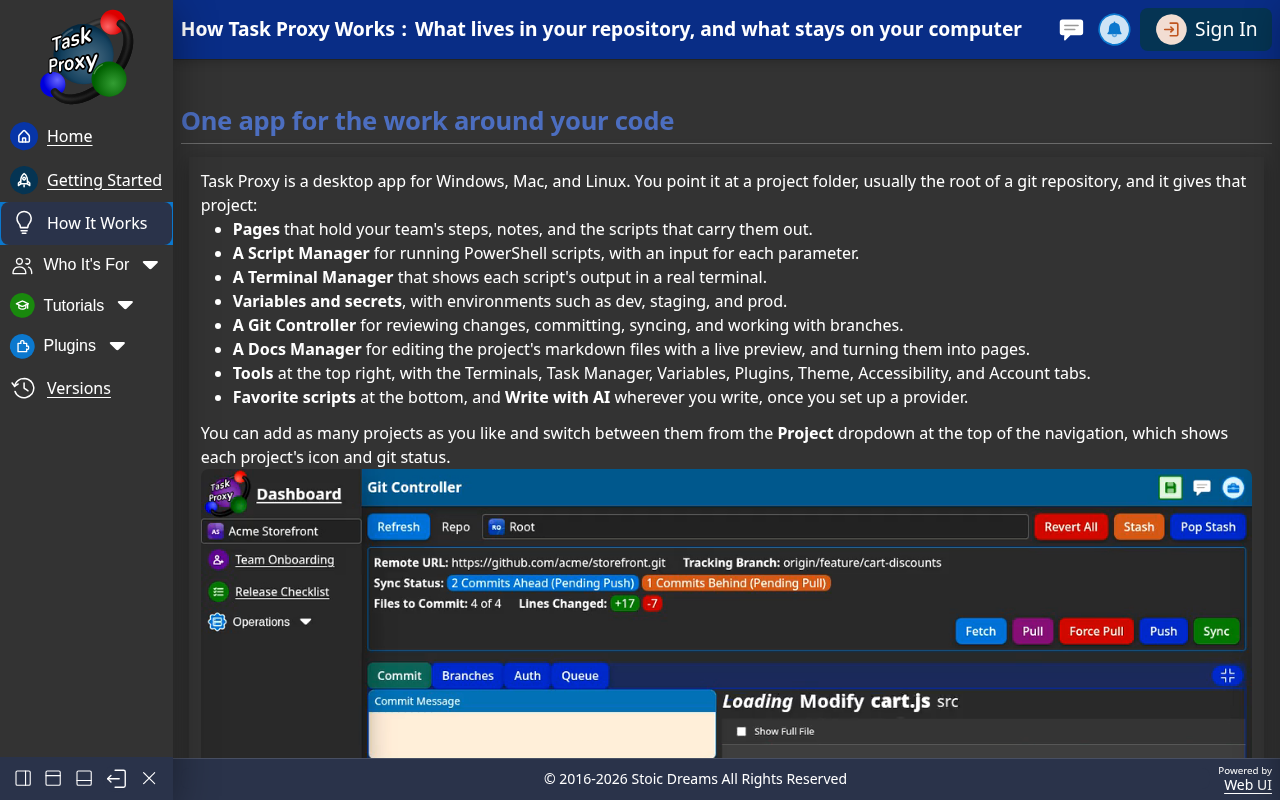 Task Proxy
Home
Getting Started
How It Works
Who It's For
Tutorials
Plugins
Versions
How Task Proxy Works : What lives in your repository, and what stays on your computer
Sign In
One app for the work around your code
Task Proxy is a desktop app for Windows, Mac, and Linux. You point it at a project folder, usually the root of a git repository, and it gives that
project:
• Pages that hold your team's steps, notes, and the scripts that carry them out.
• A Script Manager for running PowerShell scripts, with an input for each parameter.
• A Terminal Manager that shows each script's output in a real terminal.
• Variables and secrets, with environments such as dev, staging, and prod.
• A Git Controller for reviewing changes, committing, syncing, and working with branches.
• A Docs Manager for editing the project's markdown files with a live preview, and turning them into pages.
• Tools at the top right, with the Terminals, Task Manager, Variables, Plugins, Theme, Accessibility, and Account tabs.
• Favorite scripts at the bottom, and Write with AI wherever you write, once you set up a provider.
You can add as many projects as you like and switch between them from the Project dropdown at the top of the navigation, which shows
each project's icon and git status.
Task Proxy
Dashboard
AS Acme Storefront
Team Onboarding
Release Checklist
Operations
Git Controller
Refresh Repo RQ Root Revert All Stash Pop Stash
Remote URL: https://github.com/acme/storefront.git Tracking Branch: origin/feature/cart-discounts
Sync Status: 2 Commits Ahead (Pending Push) 1 Commits Behind (Pending Pull)
Files to Commit: 4 of 4 Lines Changed: +17 -7
Fetch Pull Force Pull Push Sync
Commit Branches Auth Queue
Commit Message
Loading Modify cart.js src
Show Full File
© 2016-2026 Stoic Dreams All Rights Reserved
Powered by
Web UI